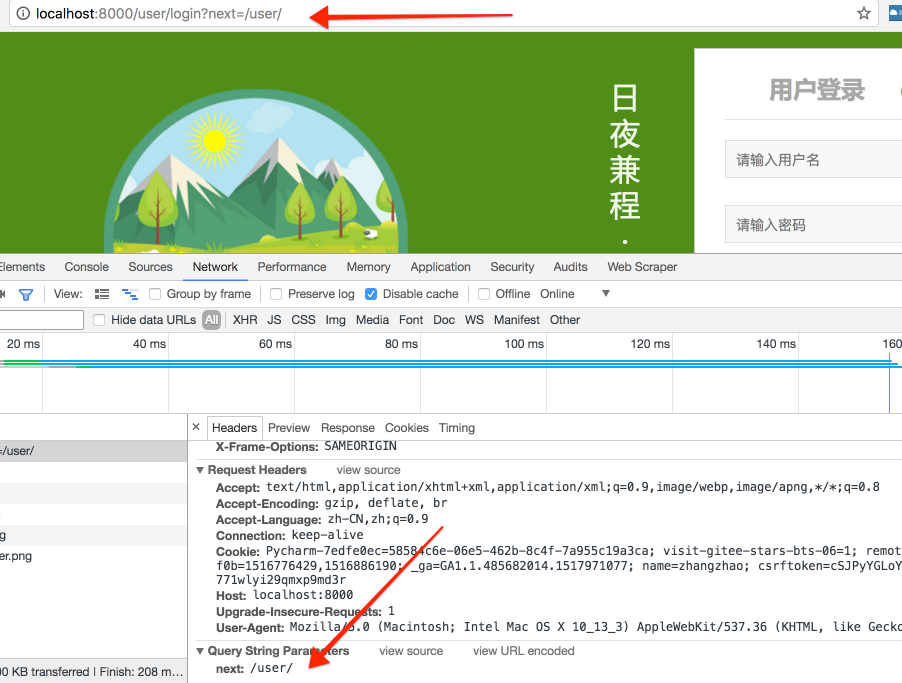 localhost:8000/user/login?next=/user/
日夜兼程·
用户登录
请输入用户名
请输入密码
Elements Console Sources Network Performance Memory Application Security Audits Web Scraper
View: Group by frame Preserve log Disable cache Offline Online
Hide data URLs All XHR JS CSS Img Media Font Doc WS Manifest Other
20 ms 40 ms 60 ms 80 ms 100 ms 120 ms 140 ms 160
× Headers Preview Response Cookies Timing
=/user/
g
er.png
X-Frame-Options: SAMEORIGIN
Request Headers view source
Accept: text/html,application/xhtml+xml,application/xml;q=0.9,image/webp,image/apng,*/*;q=0.8
Accept-Encoding: gzip, deflate, br
Accept-Language: zh-CN,zh;q=0.9
Connection: keep-alive
Cookie: Pycharm-7edfe0ec=58584c6e-06e5-462b-8c4f-7a955c19a3ca; visit-gitee-stars-bts-06=1; remot
f0b=1516776429,1516886190; _ga=GA1.1.485682014.1517971077; name=zhangzhao; csrftoken=cSJPyYGLoY
771wlyi29qmxp9md3r
Host: localhost:8000
Upgrade-Insecure-Requests: 1
User-Agent: Mozilla/5.0 (Macintosh; Intel Mac OS X 10_13_3) AppleWebKit/537.36 (KHTML, like Gecko
Query String Parameters view source view URL encoded
next: /user/
00 KB transferred | Finish: 208 m...